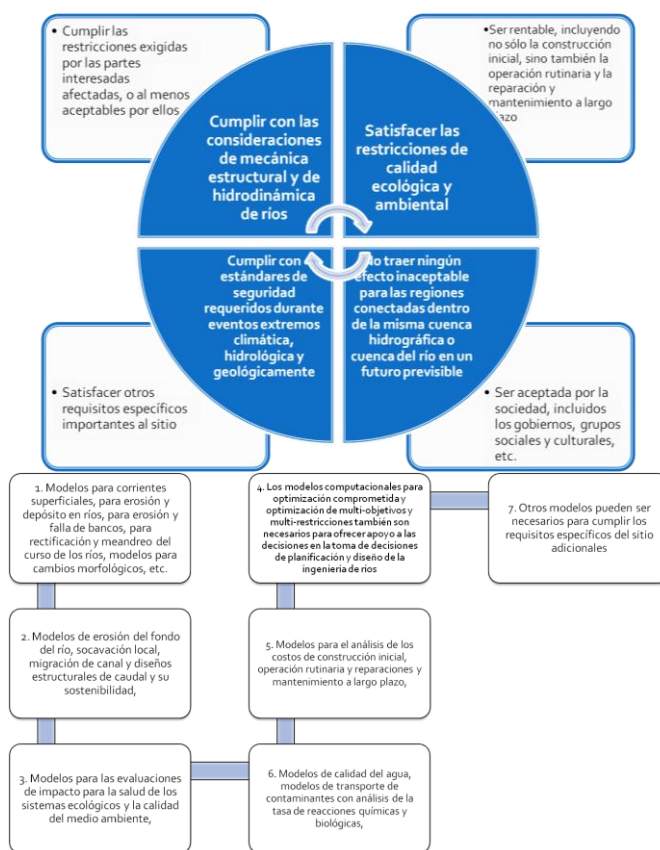 • Cumplir las
restricciones exigidas
por las partes
interesadas
afectadas, o al menos
aceptables por ellos
•Ser rentable, incluyendo
no sólo la construcción
inicial, sino también la
operación rutinaria y la
reparación y
mantenimiento a largo
plazo
Cumplir con las
consideraciones
de mecánica
estructural y de
hidrodinámica
de ríos
Satisfacer las
restricciones de
calidad
ecológica y
ambiental
Cumplir con
estándares de
seguridad
requeridos durante
eventos extremos
climática,
hidrológica y
geológicamente
No traer ningún
efecto inaceptable
para las regiones
conectadas dentro
de la misma cuenca
hidrográfica o
cuenca del río en un
futuro previsible
• Satisfacer otros
requisitos específicos
importantes al sitio
• Ser aceptada por la
sociedad, incluidos
los gobiernos, grupos
sociales y culturales,
etc.
1. Modelos para corrientes
superficiales, para erosión y
depósito en ríos, para erosión y
falla de bancos, para
rectificación y meandreo del
curso de los ríos, modelos para
cambios morfológicos, etc.
2. Modelos de erosión del fondo
del río, socavación local,
migración de canal y diseños
estructurales de caudal y su
sostenibilidad,
3. Modelos para las evaluaciones
de impacto para la salud de los
sistemas ecológicos y la calidad
del medio ambiente,
4. Los modelos computacionales para
optimización comprometida y
optimización de multi-objetivos y
multi-restricciones también son
necesarios para ofrecer apoyo a las
decisiones en la toma de decisiones
de planificación y diseño de la
ingeniería de ríos
5. Modelos para el análisis de los
costos de construcción inicial,
operación rutinaria y reparaciones y
mantenimiento a largo plazo,
6. Modelos de calidad del agua,
modelos de transporte de
contaminantes con análisis de la
tasa de reacciones químicas y
biológicas,
7. Otros modelos pueden ser
necesarios para cumplir los
requisitos específicos del sitio
adicionales